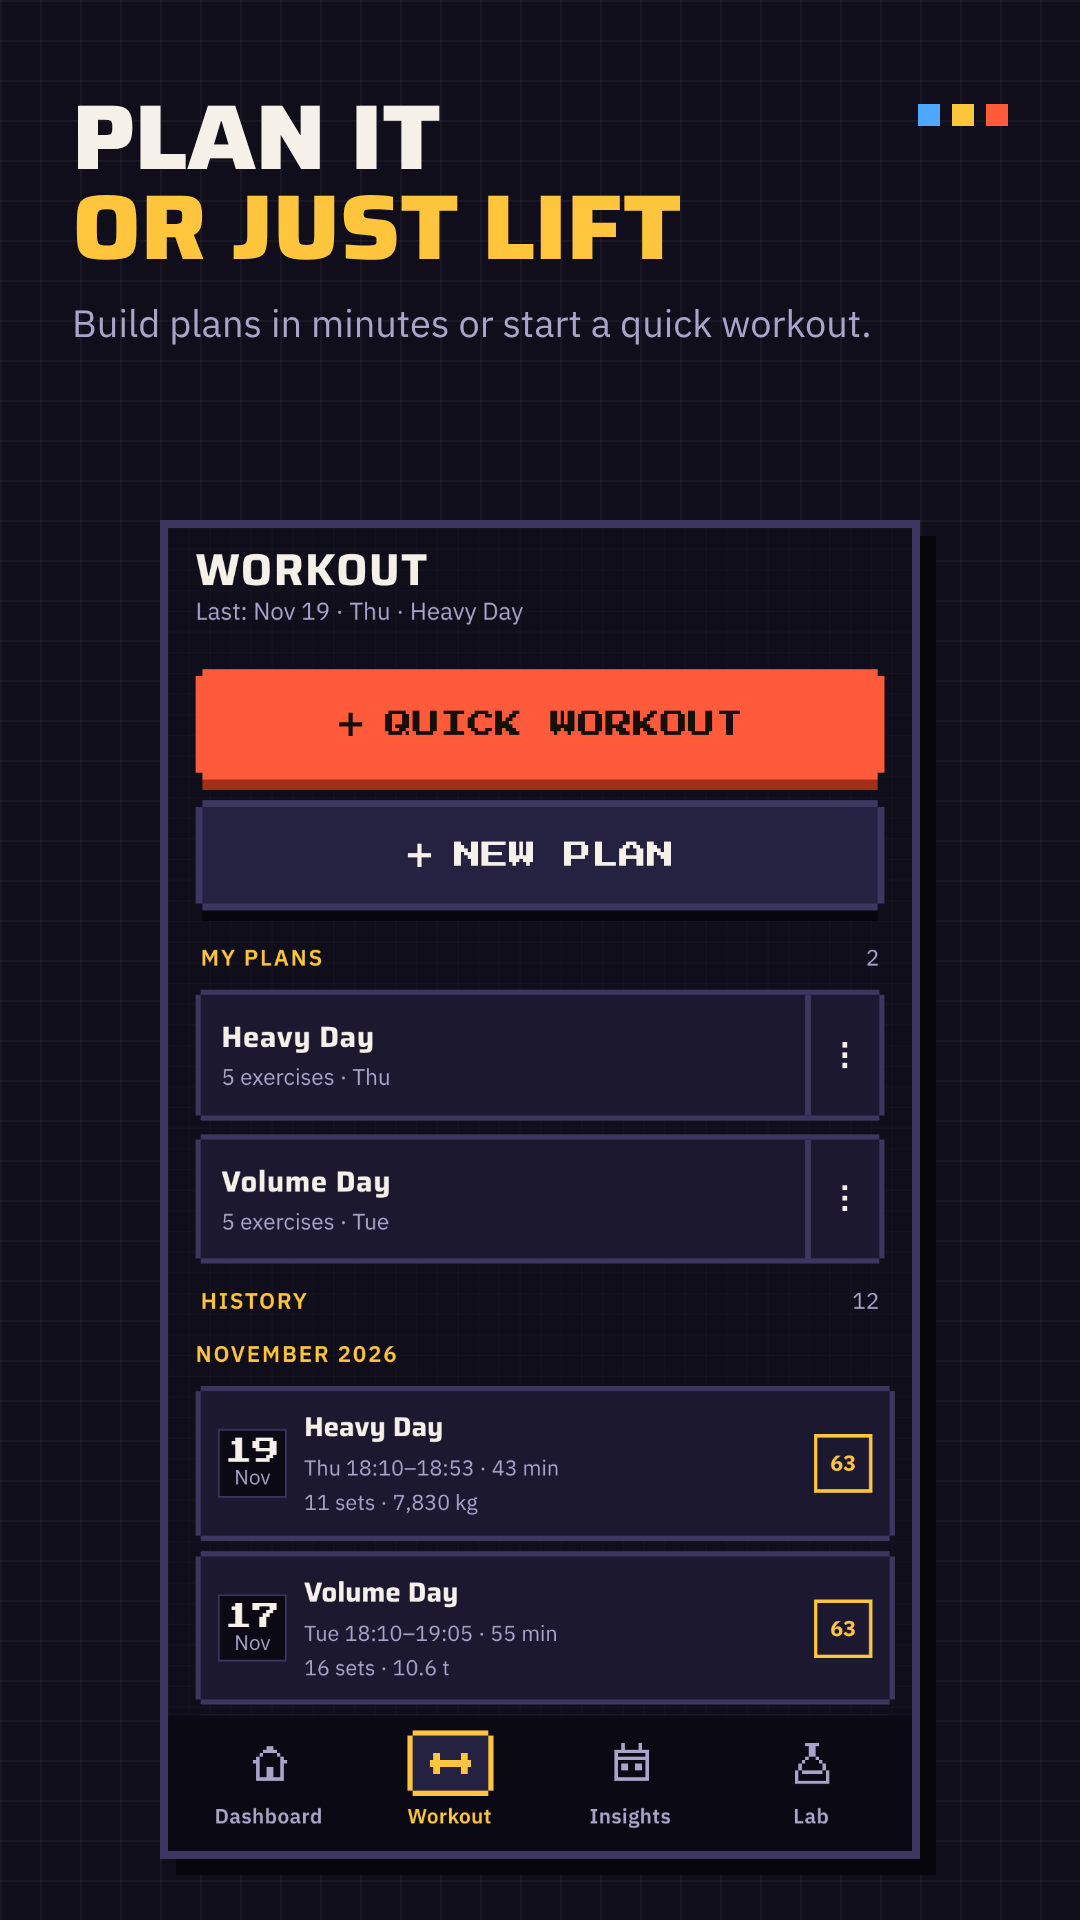 PLAN IT
OR JUST LIFT
Build plans in minutes or start a quick workout.
WORKOUT
Last: Nov 19 · Thu · Heavy Day
+ QUICK WORKOUT
+ NEW PLAN
MY PLANS 2
Heavy Day
5 exercises · Thu
Volume Day
5 exercises · Tue
HISTORY 12
NOVEMBER 2026
19 Nov
Heavy Day
Thu 18:10–18:53 · 43 min
11 sets · 7,830 kg
63
17 Nov
Volume Day
Tue 18:10–19:05 · 55 min
16 sets · 10.6 t
63
Dashboard Workout Insights Lab